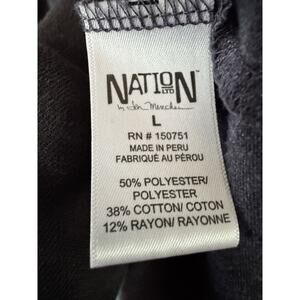 NATION LTD
by Jen Menchaca
L
RN # 150751
MADE IN PERU
FABRIQUÉ AU PÉROU
50% POLYESTER/
POLYESTER
38% COTTON/ COTON
12% RAYON/ RAYONNE